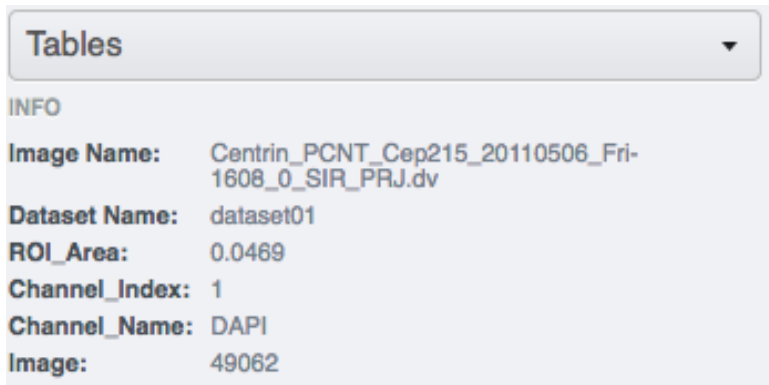 Tables
INFO
Image Name: Centrin_PCNT_Cep215_20110506_Fri-
1608_0_SIR_PRJ.dv
Dataset Name: dataset01
ROI_Area: 0.0469
Channel_Index: 1
Channel_Name: DAPI
Image: 49062